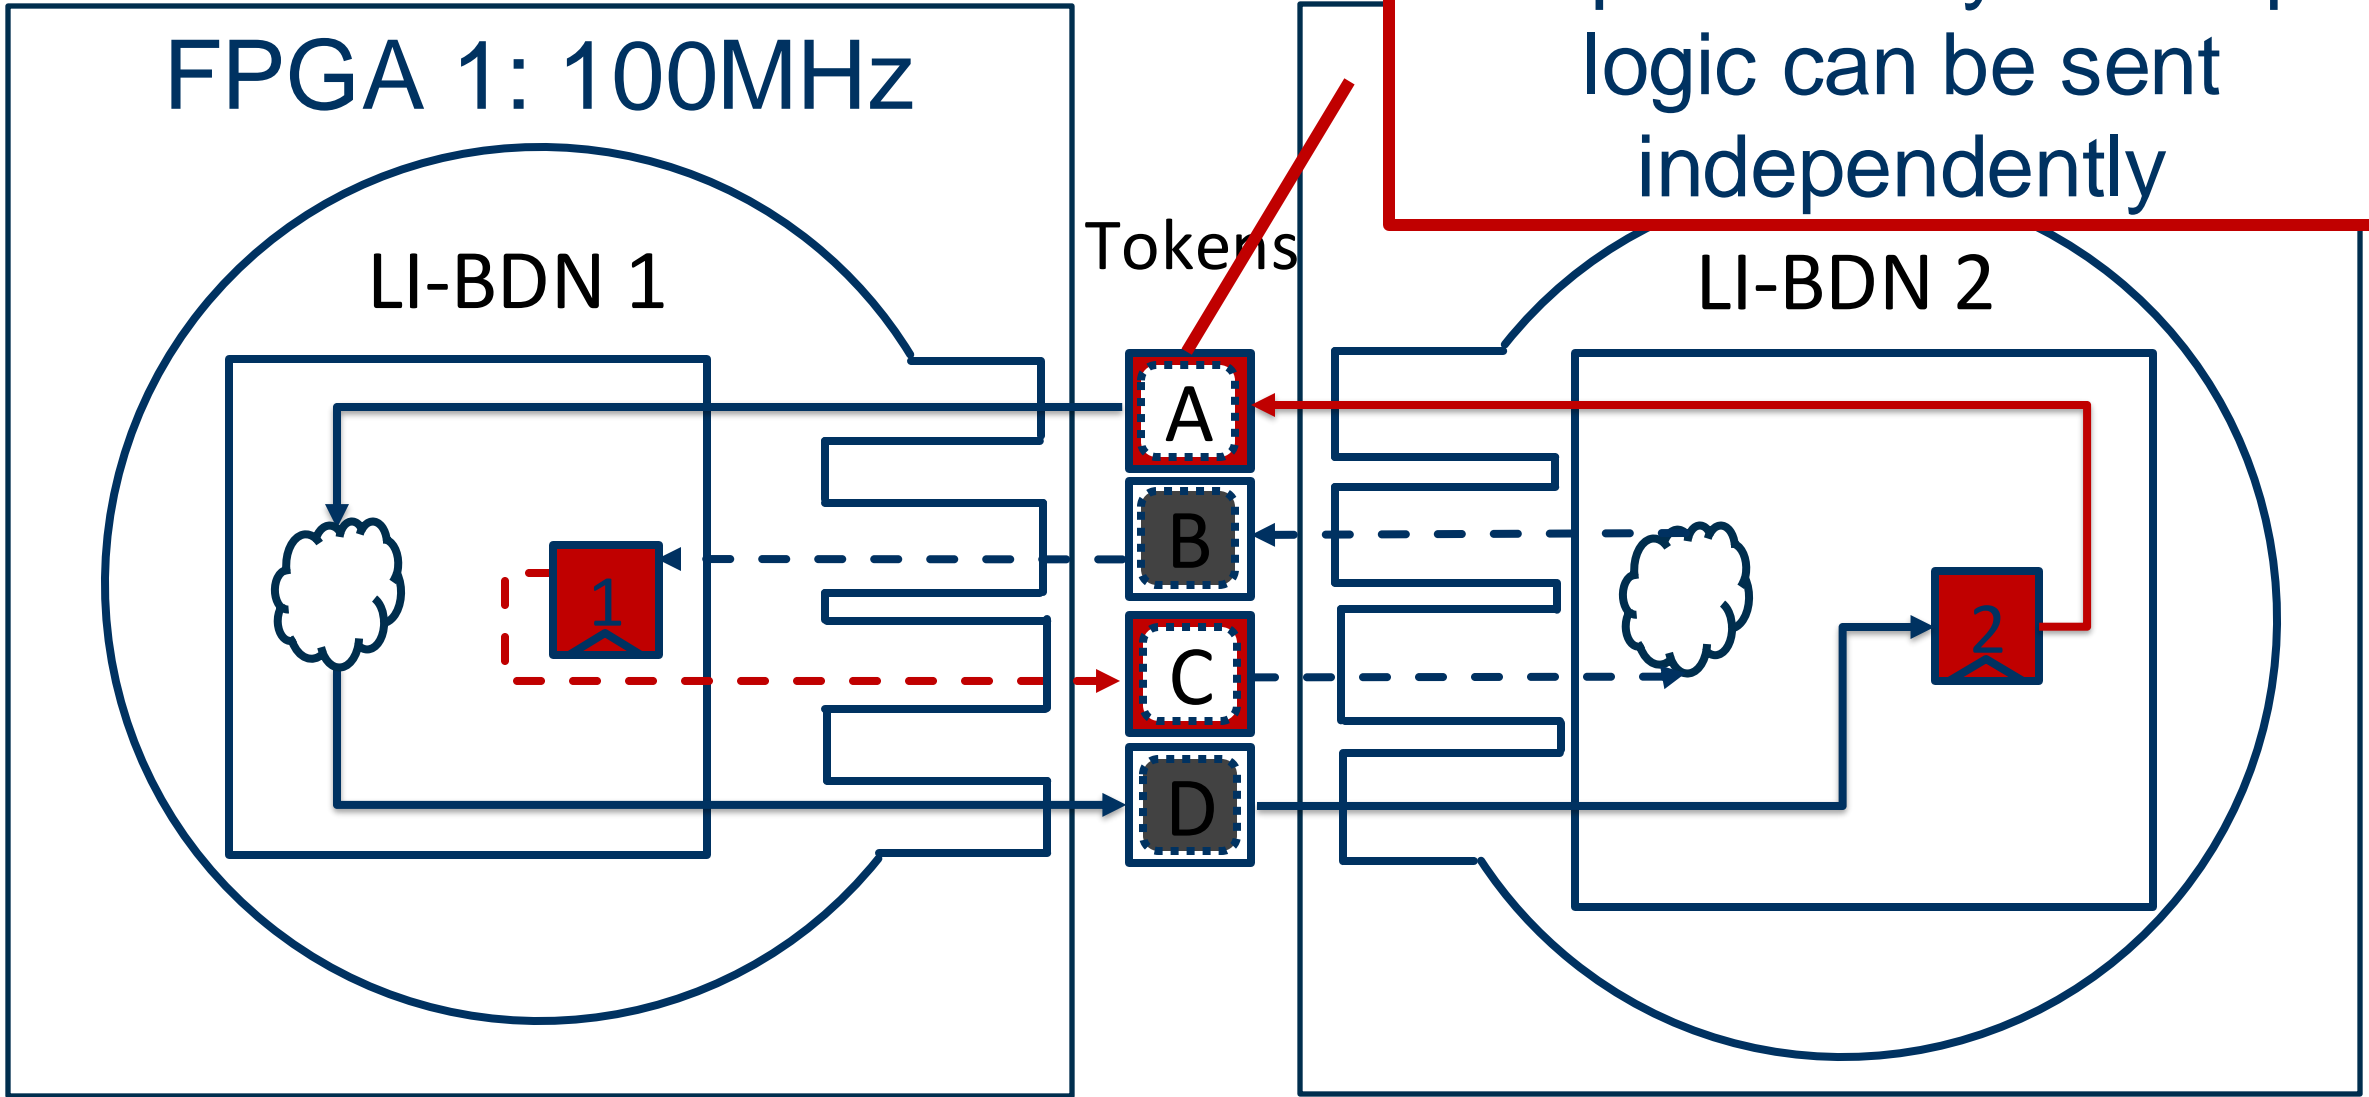 FPGA 1: 100MHz
logic can be sent
independently
Tokens
LI-BDN 1
LI-BDN 2
A
B
C
D
1
2